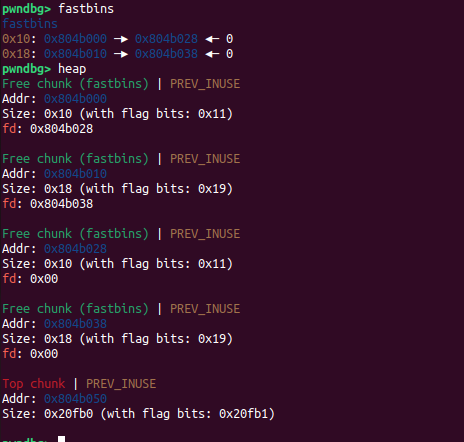 pwndbg> fastbins
fastbins
0x10: 0x804b000 —▸ 0x804b028 ◂— 0
0x18: 0x804b010 —▸ 0x804b038 ◂— 0
pwndbg> heap
Free chunk (fastbins) | PREV_INUSE
Addr: 0x804b000
Size: 0x10 (with flag bits: 0x11)
fd: 0x804b028

Free chunk (fastbins) | PREV_INUSE
Addr: 0x804b010
Size: 0x18 (with flag bits: 0x19)
fd: 0x804b038

Free chunk (fastbins) | PREV_INUSE
Addr: 0x804b028
Size: 0x10 (with flag bits: 0x11)
fd: 0x00

Free chunk (fastbins) | PREV_INUSE
Addr: 0x804b038
Size: 0x18 (with flag bits: 0x19)
fd: 0x00

Top chunk | PREV_INUSE
Addr: 0x804b050
Size: 0x20fb0 (with flag bits: 0x20fb1)

pwndbg>